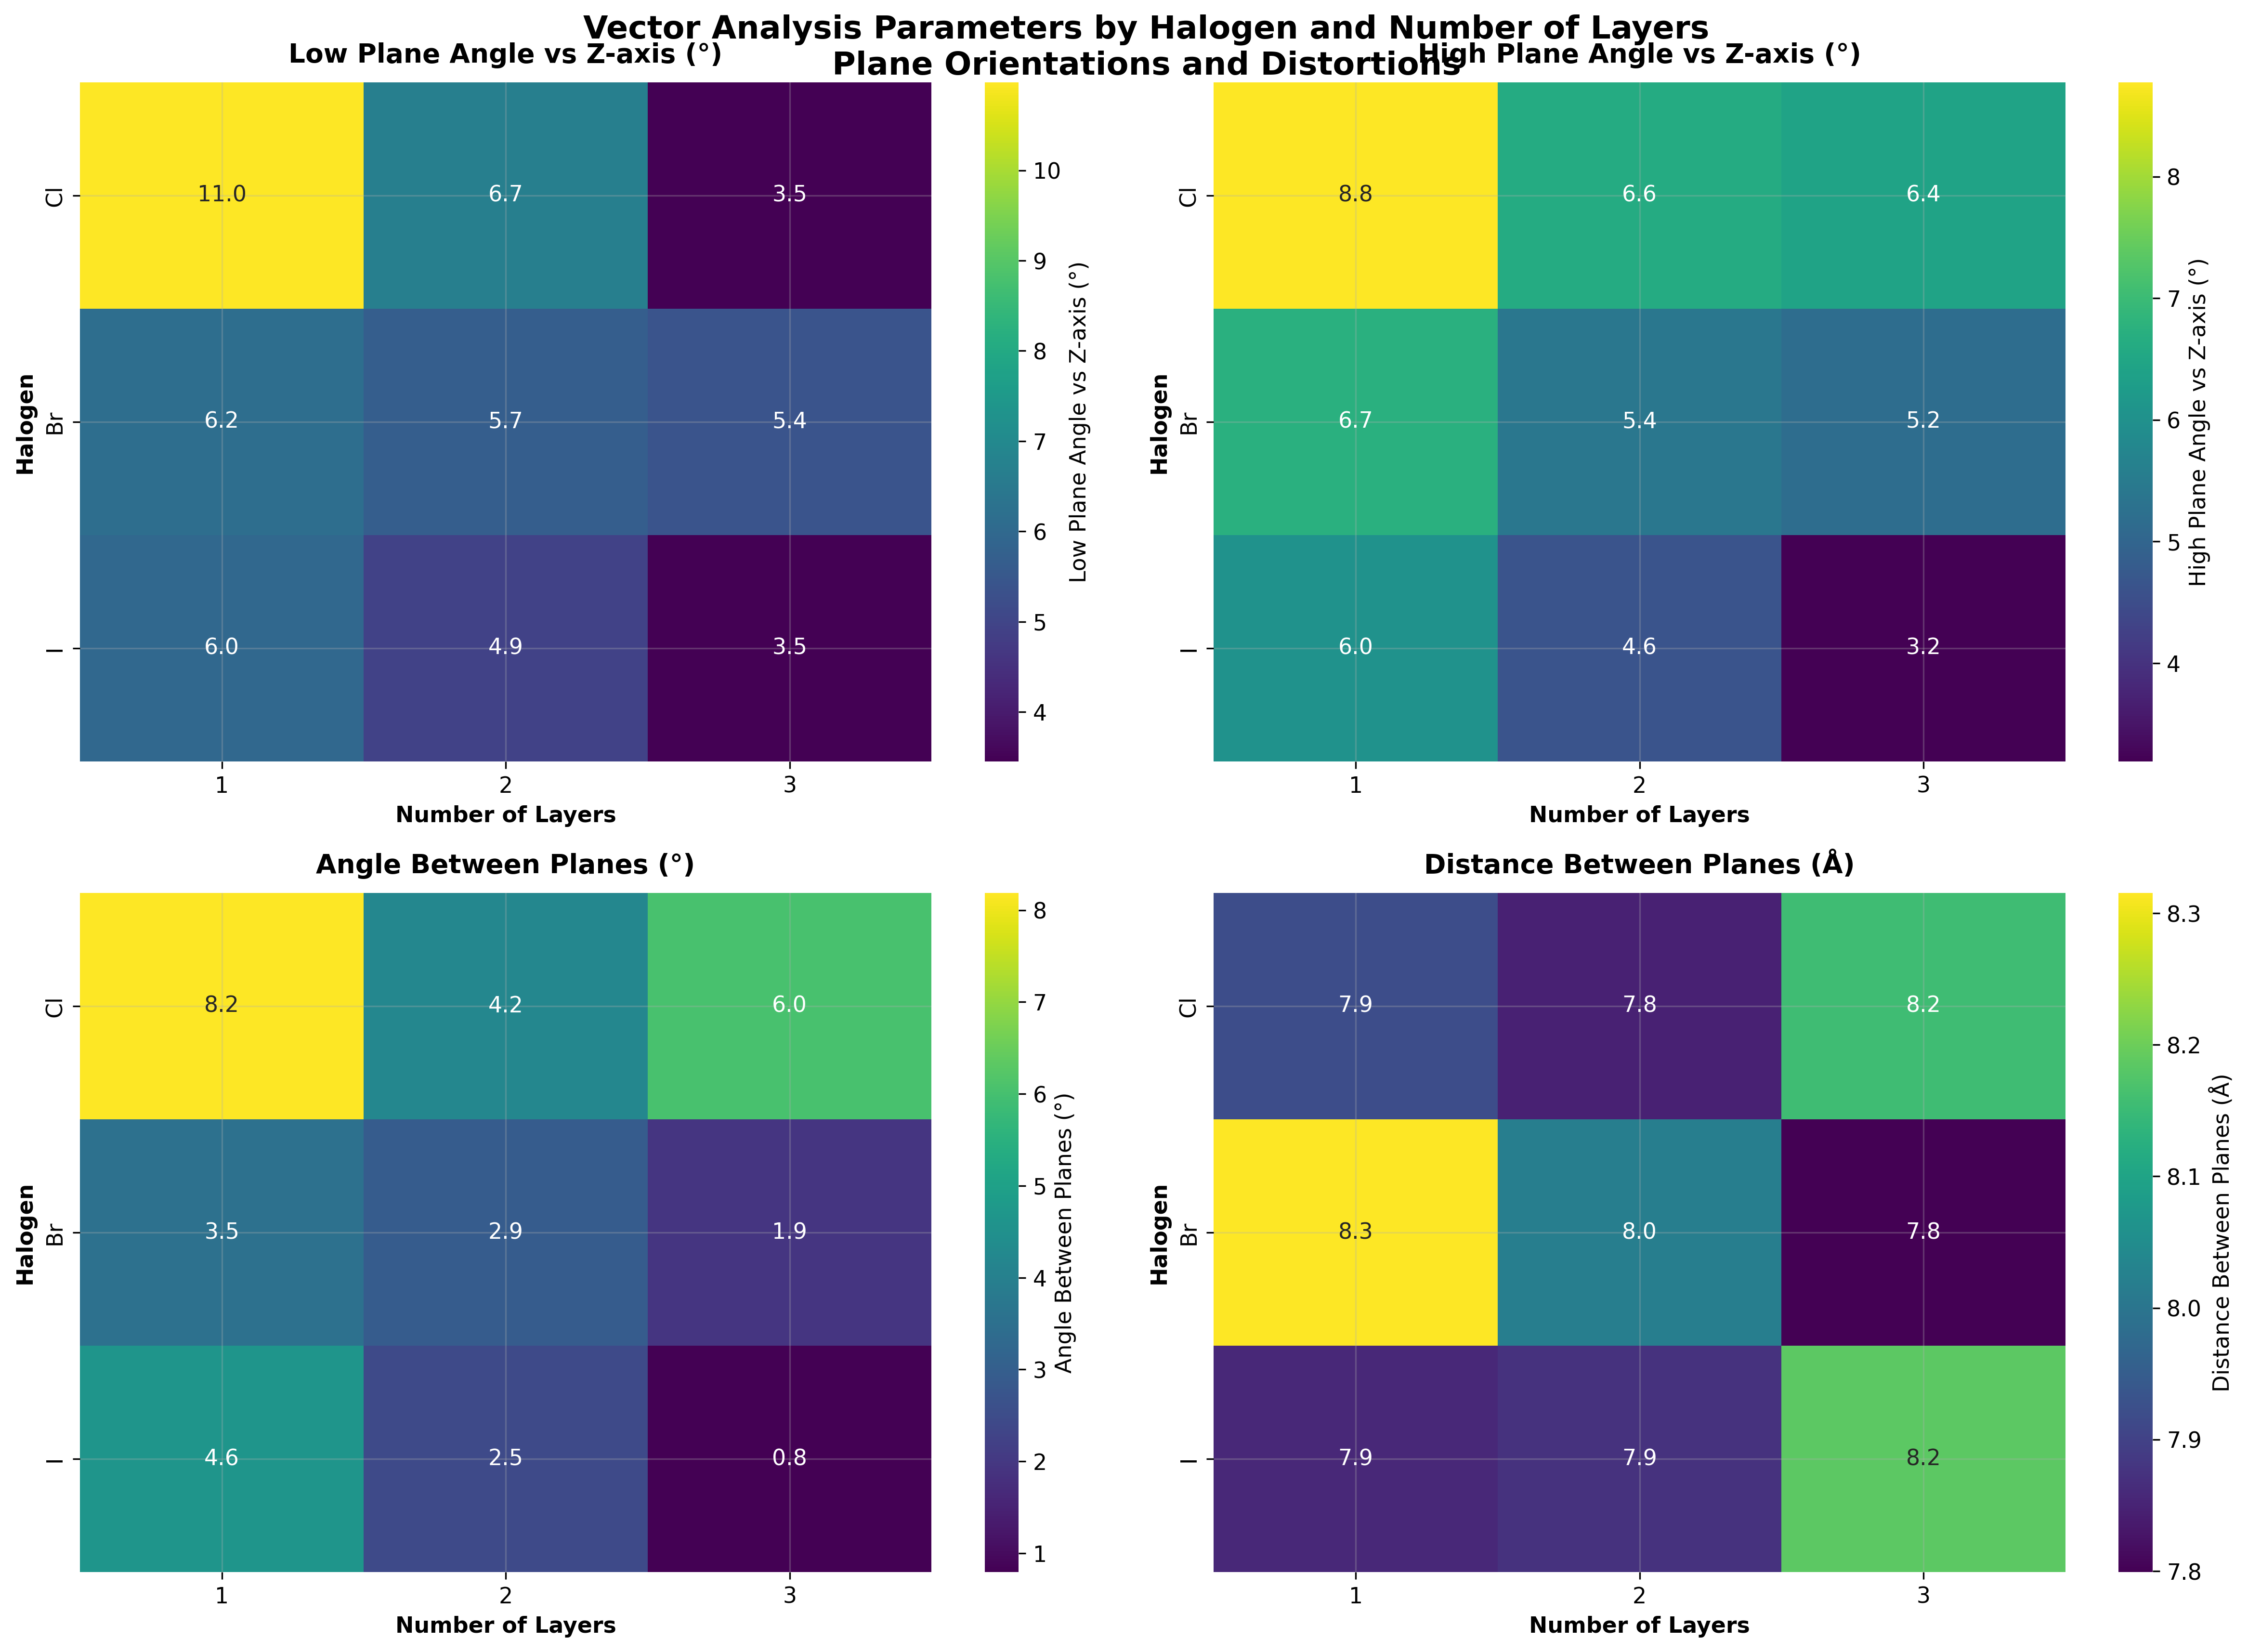 Vector Analysis Parameters by Halogen and Number of Layers
Plane Orientations and Distortions
Low Plane Angle vs Z-axis (°)
Halogen
Cl
11.0 6.7 3.5
Br
6.2 5.7 5.4
I
6.0 4.9 3.5
1 2 3
Number of Layers
10
9
8
7
6
5
4
Low Plane Angle vs Z-axis (°)
High Plane Angle vs Z-axis (°)
Halogen
Cl
8.8 6.6 6.4
Br
6.7 5.4 5.2
I
6.0 4.6 3.2
1 2 3
Number of Layers
8
7
6
5
4
High Plane Angle vs Z-axis (°)
Angle Between Planes (°)
Halogen
Cl
8.2 4.2 6.0
Br
3.5 2.9 1.9
I
4.6 2.5 0.8
1 2 3
Number of Layers
8
7
6
5
4
3
2
1
Angle Between Planes (°)
Distance Between Planes (Å)
Halogen
Cl
7.9 7.8 8.2
Br
8.3 8.0 7.8
I
7.9 7.9 8.2
1 2 3
Number of Layers
8.3
8.2
8.1
8.0
7.9
7.8
Distance Between Planes (Å)